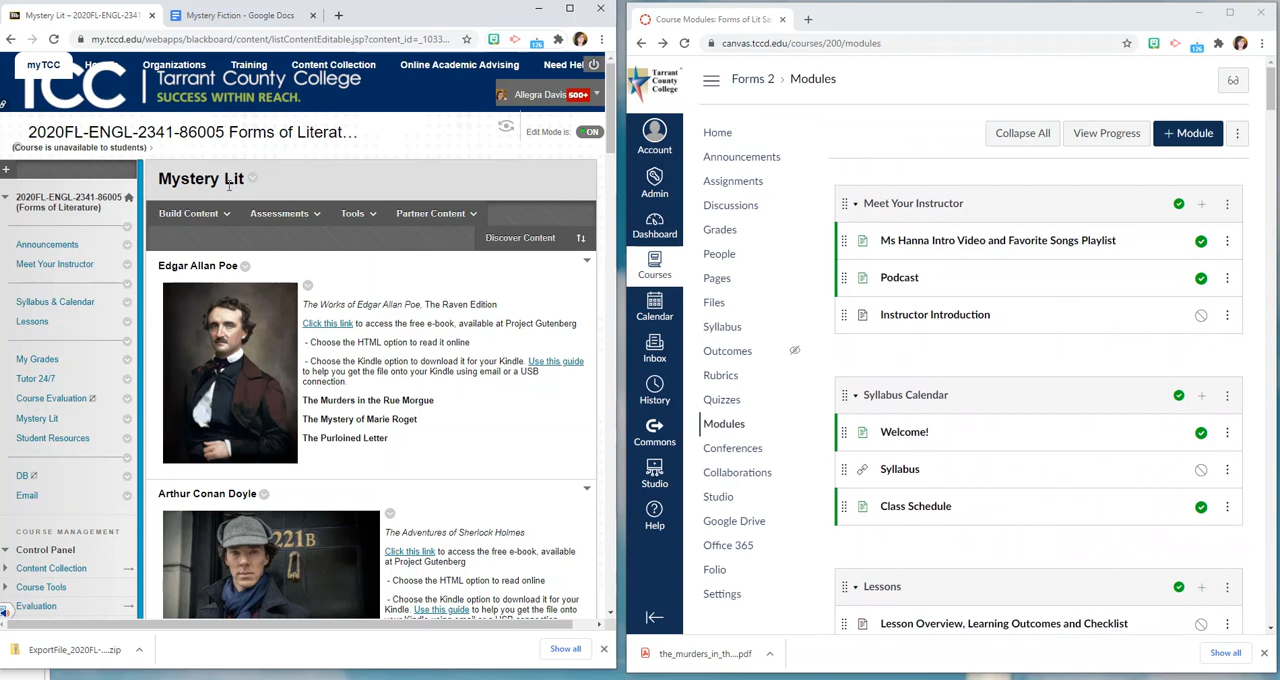 Mystery Lit – 2020FL-ENGL-2341
Mystery Fiction - Google Docs
my.tccd.edu/webapps/blackboard/content/listContentEditable.jsp?content_id=_1033...
126
my TCC
Organizations
Training
Content Collection
Online Academic Advising
Need Hel
TCC
Tarrant County College
SUCCESS WITHIN REACH.
Allegra Davis 500+
2020FL-ENGL-2341-86005 Forms of Literat...
(Course is unavailable to students)
Edit Mode is: ON
2020FL-ENGL-2341-86005
(Forms of Literature)
Announcements
Meet Your Instructor
Syllabus & Calendar
Lessons
My Grades
Tutor 24/7
Course Evaluation
Mystery Lit
Student Resources
DB
Email
COURSE MANAGEMENT
Control Panel
Content Collection
Course Tools
Evaluation
Mystery Lit
Build Content
Assessments
Tools
Partner Content
Discover Content
Edgar Allan Poe
The Works of Edgar Allan Poe, The Raven Edition
Click this link to access the free e-book, available at Project Gutenberg
- Choose the HTML option to read it online
- Choose the Kindle option to download it for your Kindle. Use this guide
to help you get the file onto your Kindle using email or a USB
connection.
The Murders in the Rue Morgue
The Mystery of Marie Roget
The Purloined Letter
Arthur Conan Doyle
221B
The Adventures of Sherlock Holmes
Click this link to access the free e-book, available
at Project Gutenberg
- Choose the HTML option to read online
- Choose the Kindle option to download it for your
Kindle. Use this guide to help you get the file onto
ExportFile_2020FL-....zip
Show all
Course Modules: Forms of Lit Sa
canvas.tccd.edu/courses/200/modules
126
Tarrant
County
College
Forms 2 › Modules
Account
Admin
Dashboard
Courses
Calendar
Inbox
History
Commons
Studio
Help
Home
Announcements
Assignments
Discussions
Grades
People
Pages
Files
Syllabus
Outcomes
Rubrics
Quizzes
Modules
Conferences
Collaborations
Studio
Google Drive
Office 365
Folio
Settings
Collapse All
View Progress
+ Module
Meet Your Instructor
Ms Hanna Intro Video and Favorite Songs Playlist
Podcast
Instructor Introduction
Syllabus Calendar
Welcome!
Syllabus
Class Schedule
Lessons
Lesson Overview, Learning Outcomes and Checklist
the_murders_in_th....pdf
Show all